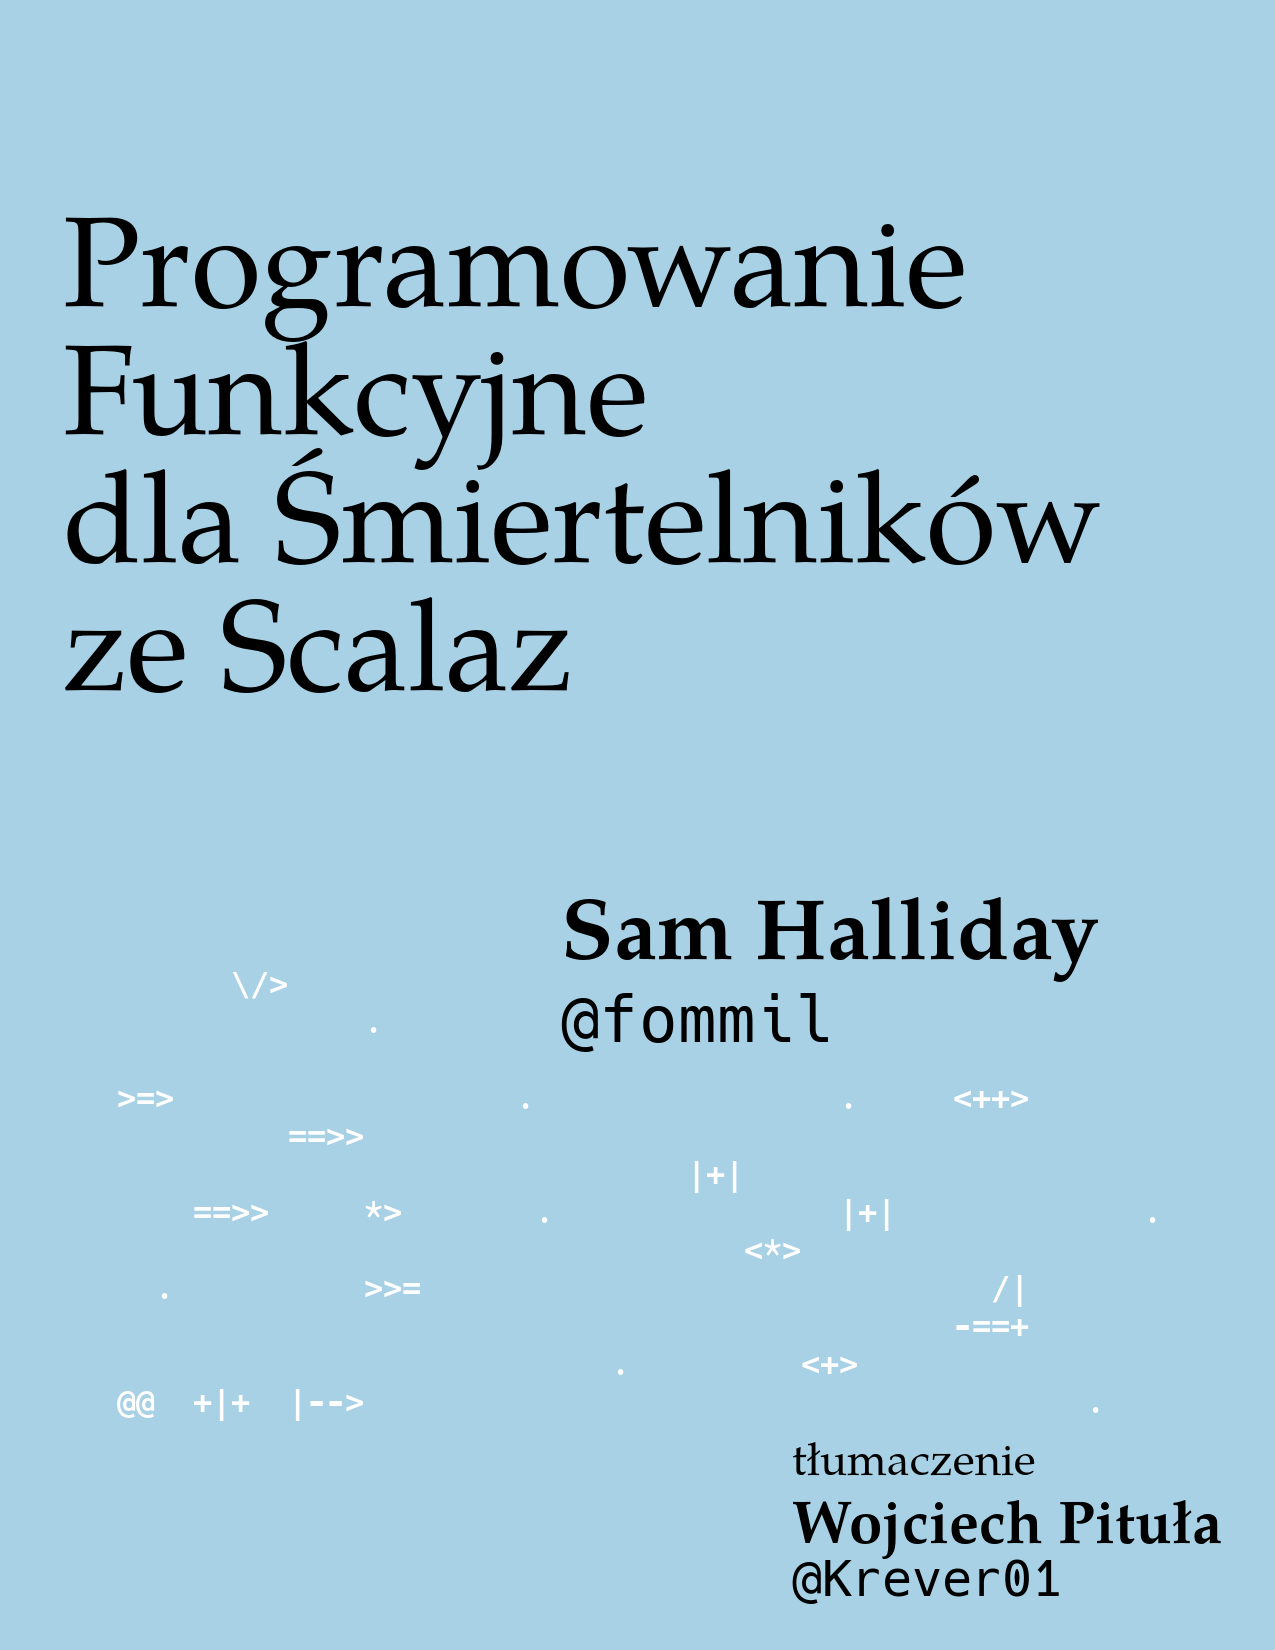 Programowanie
Funkcyjne
dla Śmiertelników
ze Scalaz
Sam Halliday
\/>
@fommil
.
>=> . . <++>
==>>
|+|
==>> *> . |+| .
<*>
. >>= /|
-==+
. <+>
@@ +|+ |--> .
tłumaczenie
Wojciech Pituła
@Krever01